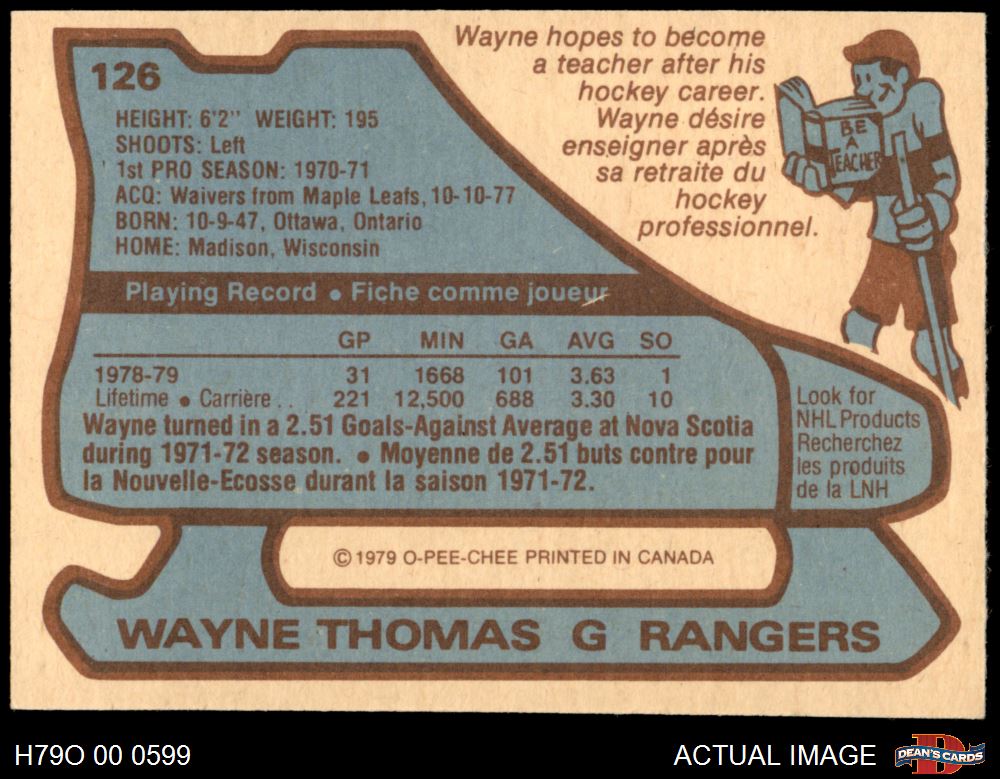 126
HEIGHT: 6'2" WEIGHT: 195
SHOOTS: Left
1st PRO SEASON: 1970-71
ACQ: Waivers from Maple Leafs, 10-10-77
BORN: 10-9-47, Ottawa, Ontario
HOME: Madison, Wisconsin
Wayne hopes to become
a teacher after his
hockey career.
Wayne désire
enseigner après
sa retraite du
hockey
professionnel.
BE
A
TEACHER
Playing Record • Fiche comme joueur
GP MIN GA AVG SO
1978-79 31 1668 101 3.63 1
Lifetime • Carrière . . 221 12,500 688 3.30 10
Wayne turned in a 2.51 Goals-Against Average at Nova Scotia
during 1971-72 season. • Moyenne de 2.51 buts contre pour
la Nouvelle-Ecosse durant la saison 1971-72.
Look for
NHL Products
Recherchez
les produits
de la LNH
© 1979 O-PEE-CHEE PRINTED IN CANADA
WAYNE THOMAS G RANGERS
H79O 00 0599
ACTUAL IMAGE
DEAN'S CARDS